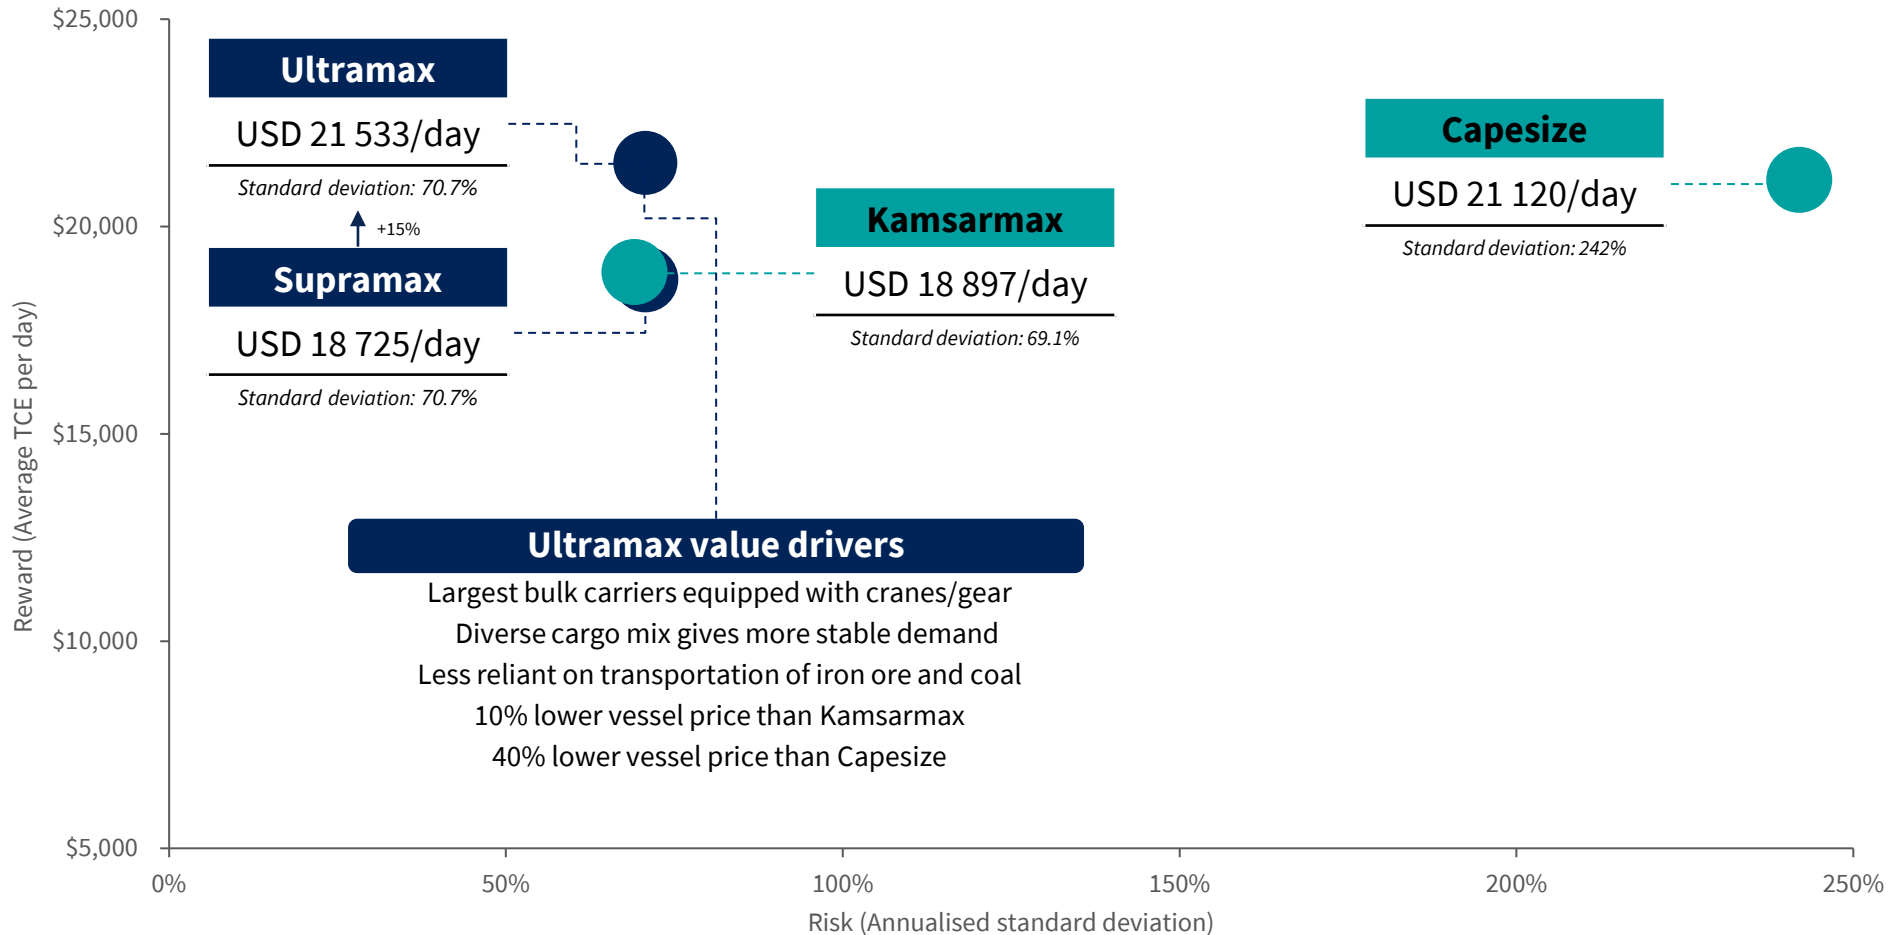 $25,000
$20,000
$15,000
$10,000
$5,000
Reward (Average TCE per day)
Ultramax
USD 21 533/day
Standard deviation: 70.7%
+15%
Supramax
USD 18 725/day
Standard deviation: 70.7%
Kamsarmax
USD 18 897/day
Standard deviation: 69.1%
Capesize
USD 21 120/day
Standard deviation: 242%
Ultramax value drivers
Largest bulk carriers equipped with cranes/gear
Diverse cargo mix gives more stable demand
Less reliant on transportation of iron ore and coal
10% lower vessel price than Kamsarmax
40% lower vessel price than Capesize
0%
50%
100%
150%
200%
250%
Risk (Annualised standard deviation)